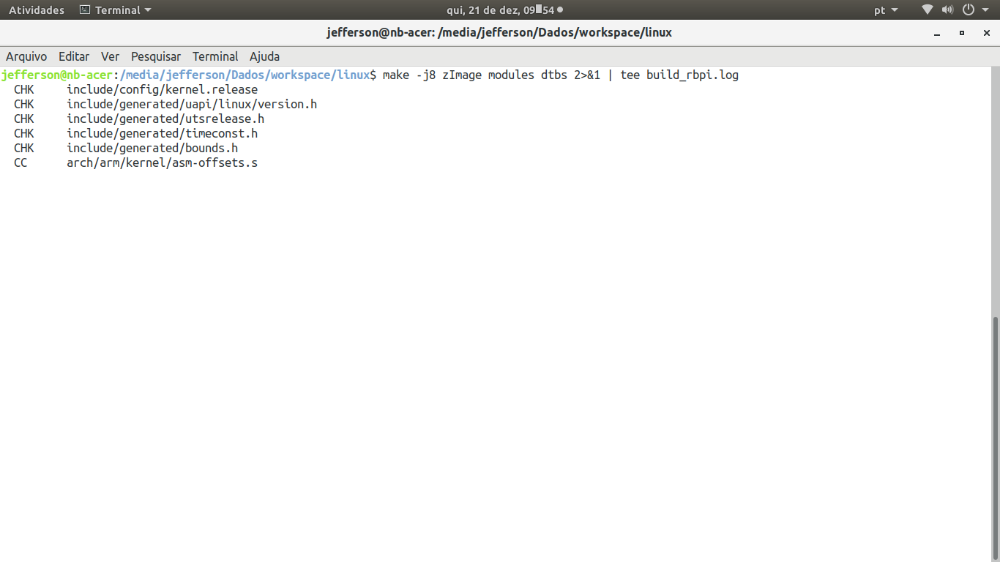 Atividades Terminal qui, 21 de dez, 09 54 pt
jefferson@nb-acer: /media/jefferson/Dados/workspace/linux
Arquivo Editar Ver Pesquisar Terminal Ajuda
jefferson@nb-acer:/media/jefferson/Dados/workspace/linux$ make -j8 zImage modules dtbs 2>&1 | tee build_rbpi.log
CHK include/config/kernel.release
CHK include/generated/uapi/linux/version.h
CHK include/generated/utsrelease.h
CHK include/generated/timeconst.h
CHK include/generated/bounds.h
CC arch/arm/kernel/asm-offsets.s